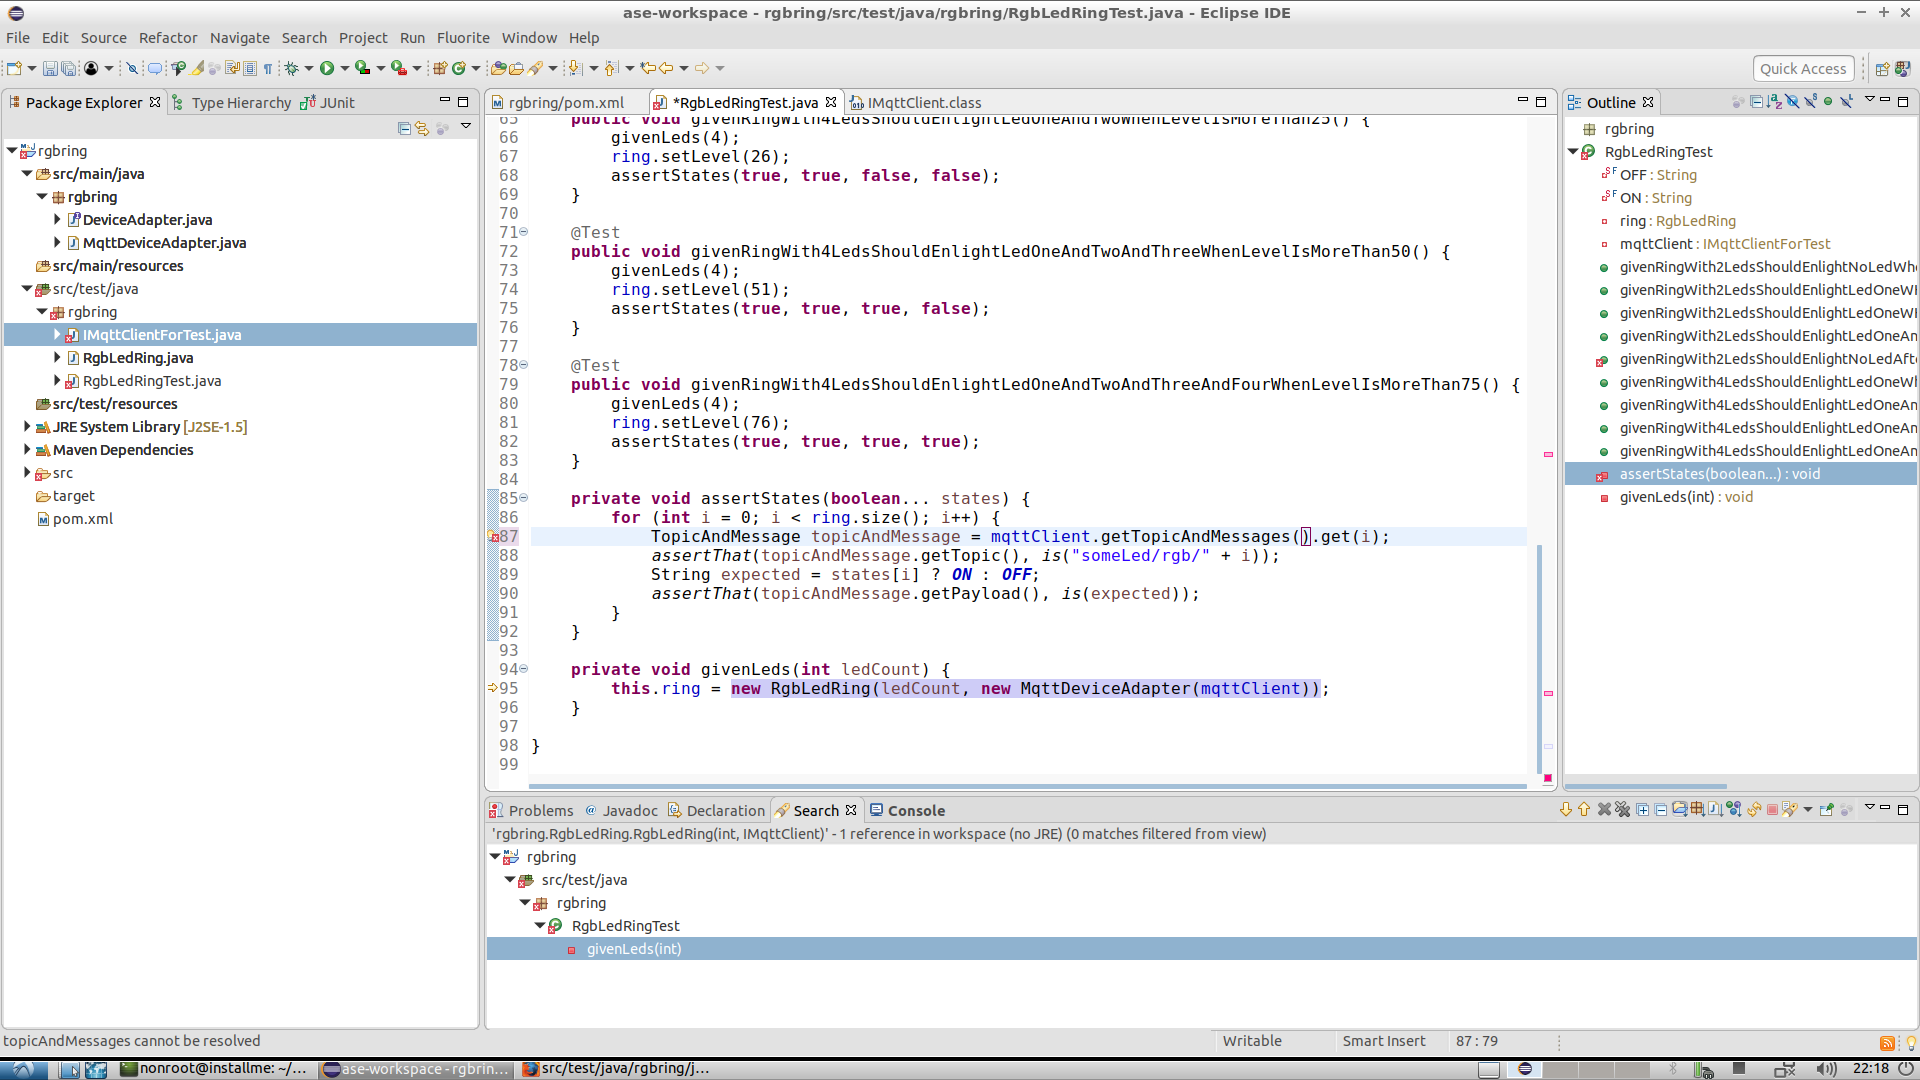 ase-workspace - rgbring/src/test/java/rgbring/RgbLedRingTest.java - Eclipse IDE
File Edit Source Refactor Navigate Search Project Run Fluorite Window Help
Quick Access
Package Explorer Type Hierarchy JUnit
rgbring
src/main/java
rgbring
DeviceAdapter.java
MqttDeviceAdapter.java
src/main/resources
src/test/java
rgbring
IMqttClientForTest.java
RgbLedRing.java
RgbLedRingTest.java
src/test/resources
JRE System Library [J2SE-1.5]
Maven Dependencies
src
target
pom.xml
rgbring/pom.xml *RgbLedRingTest.java IMqttClient.class
65 public void givenRingWith4LedsShouldEnlightLedOneAndTwoWhenLevelIsMoreThan25() {
66 givenLeds(4);
67 ring.setLevel(26);
68 assertStates(true, true, false, false);
69 }
70
71 @Test
72 public void givenRingWith4LedsShouldEnlightLedOneAndTwoAndThreeWhenLevelIsMoreThan50() {
73 givenLeds(4);
74 ring.setLevel(51);
75 assertStates(true, true, true, false);
76 }
77
78 @Test
79 public void givenRingWith4LedsShouldEnlightLedOneAndTwoAndThreeAndFourWhenLevelIsMoreThan75() {
80 givenLeds(4);
81 ring.setLevel(76);
82 assertStates(true, true, true, true);
83 }
84
85 private void assertStates(boolean... states) {
86 for (int i = 0; i < ring.size(); i++) {
87 TopicAndMessage topicAndMessage = mqttClient.getTopicAndMessages().get(i);
88 assertThat(topicAndMessage.getTopic(), is("someLed/rgb/" + i));
89 String expected = states[i] ? ON : OFF;
90 assertThat(topicAndMessage.getPayload(), is(expected));
91 }
92 }
93
94 private void givenLeds(int ledCount) {
95 this.ring = new RgbLedRing(ledCount, new MqttDeviceAdapter(mqttClient));
96 }
97
98 }
99
Outline
rgbring
RgbLedRingTest
OFF : String
ON : String
ring : RgbLedRing
mqttClient : IMqttClientForTest
givenRingWith2LedsShouldEnlightNoLedWhe
givenRingWith2LedsShouldEnlightLedOneWh
givenRingWith2LedsShouldEnlightLedOneWh
givenRingWith2LedsShouldEnlightLedOneAn
givenRingWith2LedsShouldEnlightNoLedAfte
givenRingWith4LedsShouldEnlightLedOneWh
givenRingWith4LedsShouldEnlightLedOneAn
givenRingWith4LedsShouldEnlightLedOneAn
givenRingWith4LedsShouldEnlightLedOneAn
assertStates(boolean...) : void
givenLeds(int) : void
Problems Javadoc Declaration Search Console
'rgbring.RgbLedRing.RgbLedRing(int, IMqttClient)' - 1 reference in workspace (no JRE) (0 matches filtered from view)
rgbring
src/test/java
rgbring
RgbLedRingTest
givenLeds(int)
topicAndMessages cannot be resolved
Writable Smart Insert 87 : 79
nonroot@installme: ~/... ase-workspace - rgbrin... src/test/java/rgbring/j... 22:18